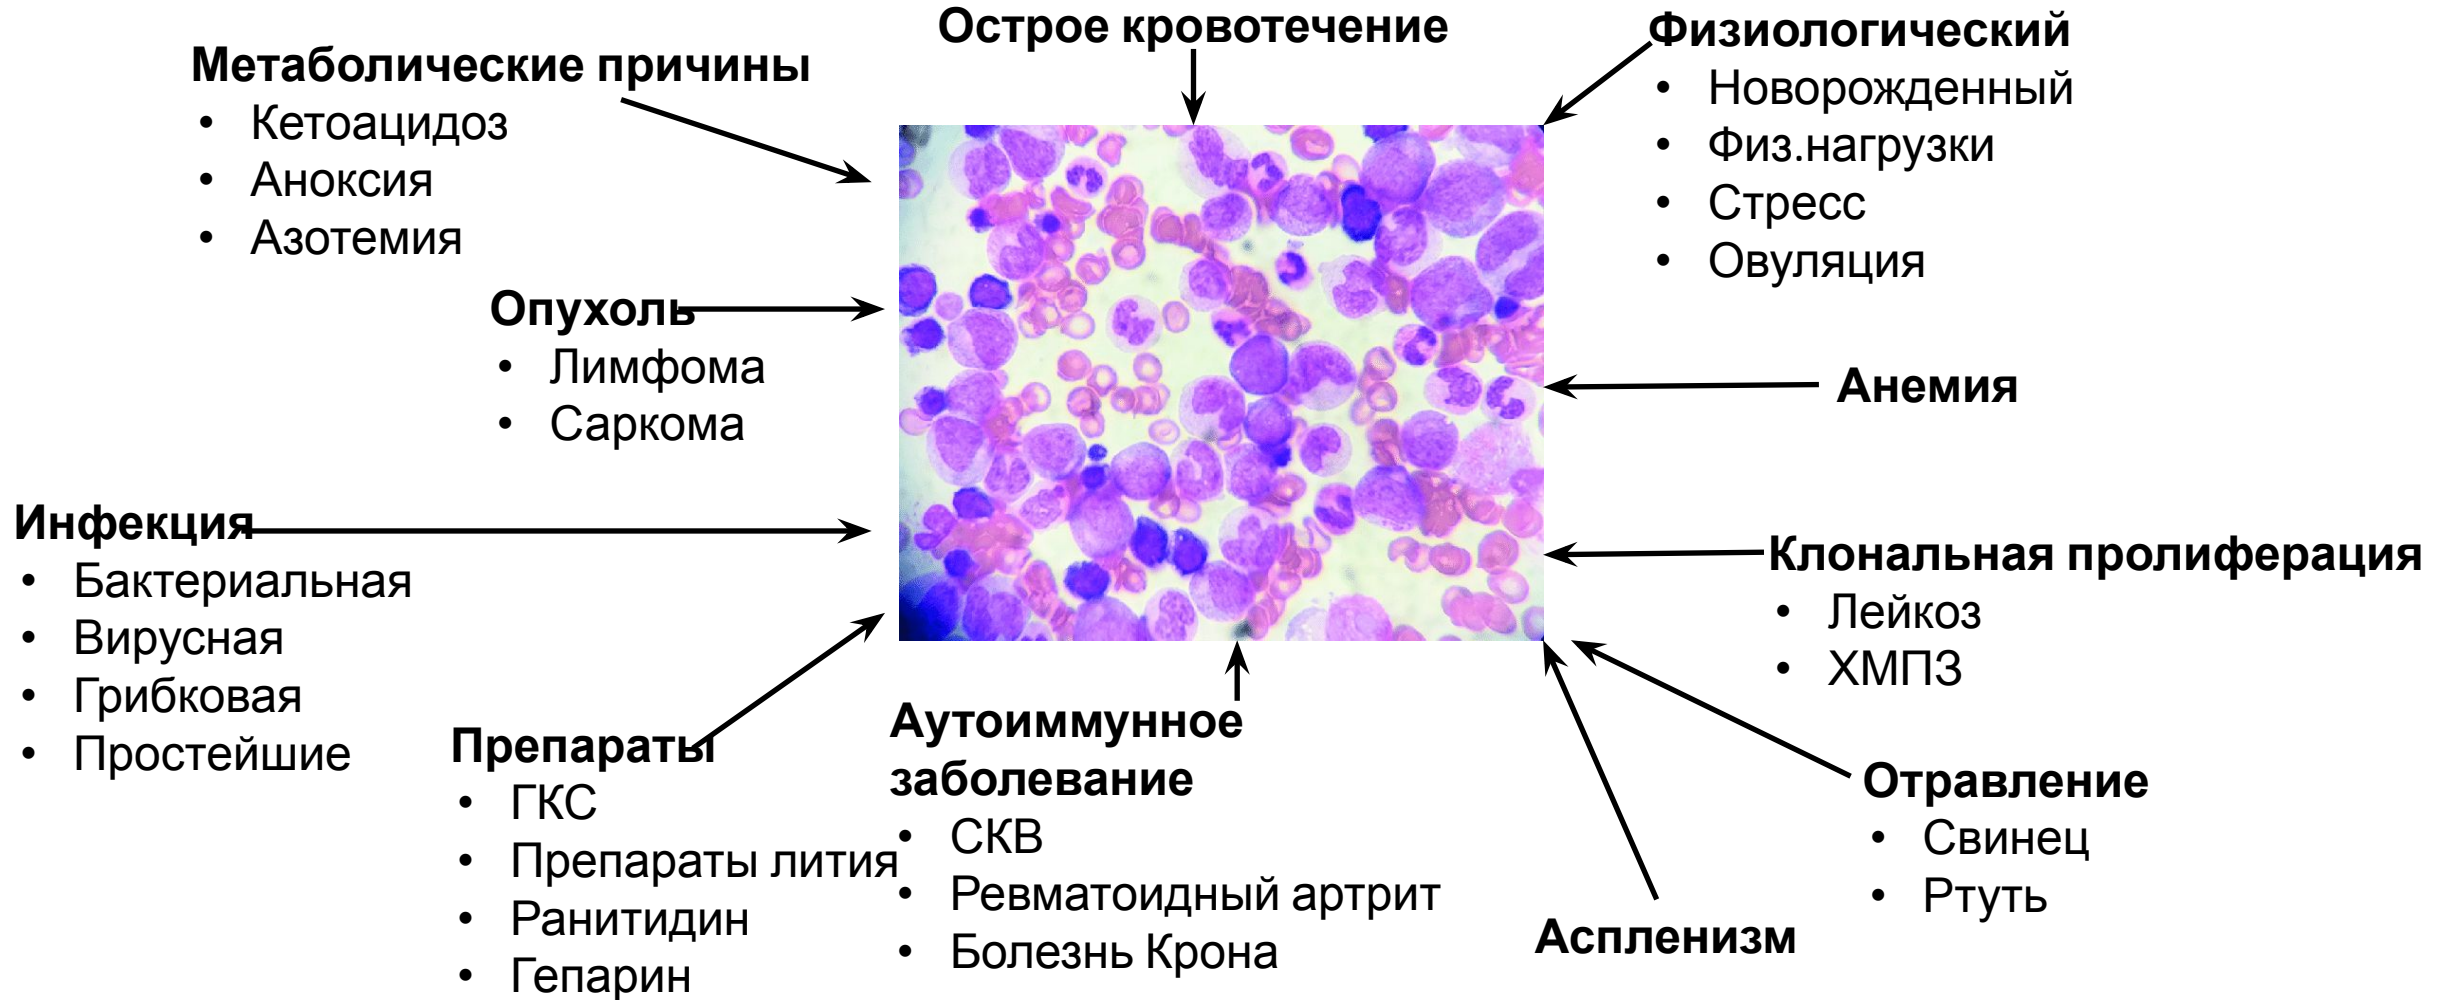 Острое кровотечение
Метаболические причины
• Кетоацидоз
• Аноксия
• Азотемия
Физиологический
• Новорожденный
• Физ.нагрузки
• Стресс
• Овуляция
Опухоль
• Лимфома
• Саркома
Анемия
Инфекция
• Бактериальная
• Вирусная
• Грибковая
• Простейшие
Клональная пролиферация
• Лейкоз
• ХМПЗ
Препараты
• ГКС
• Препараты лития
• Ранитидин
• Гепарин
Аутоиммунное
заболевание
• СКВ
• Ревматоидный артрит
• Болезнь Крона
Аспленизм
Отравление
• Свинец
• Ртуть